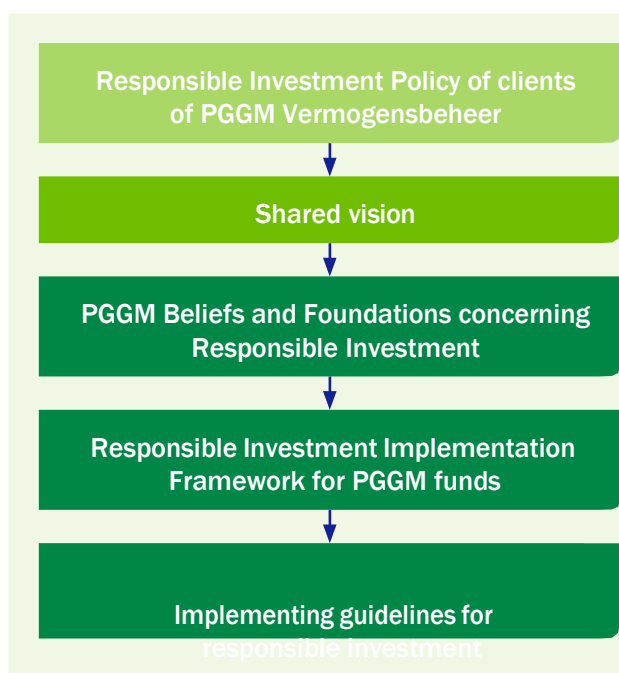 Responsible Investment Policy of clients
of PGGM Vermogensbeheer
Shared vision
PGGM Beliefs and Foundations concerning
Responsible Investment
Responsible Investment Implementation
Framework for PGGM funds
Implementing guidelines for
responsible investment